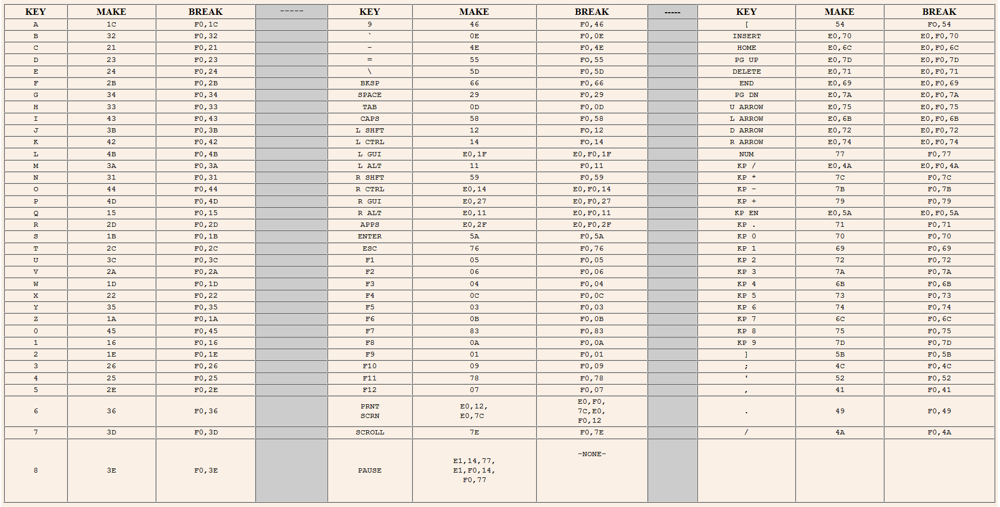 KEY MAKE BREAK ----- KEY MAKE BREAK ----- KEY MAKE BREAK
A 1C F0,1C 9 46 F0,46 [ 54 FO,54
B 32 F0,32 ` 0E F0,0E INSERT E0,70 E0,F0,70
C 21 F0,21 - 4E F0,4E HOME E0,6C E0,F0,6C
D 23 F0,23 = 55 FO,55 PG UP E0,7D E0,F0,7D
E 24 F0,24 \ 5D F0,5D DELETE E0,71 E0,F0,71
F 2B F0,2B BKSP 66 F0,66 END E0,69 E0,F0,69
G 34 F0,34 SPACE 29 F0,29 PG DN E0,7A E0,F0,7A
H 33 F0,33 TAB 0D F0,0D U ARROW E0,75 E0,F0,75
I 43 F0,43 CAPS 58 F0,58 L ARROW E0,6B E0,F0,6B
J 3B F0,3B L SHFT 12 FO,12 D ARROW E0,72 E0,F0,72
K 42 F0,42 L CTRL 14 FO,14 R ARROW E0,74 E0,F0,74
L 4B F0,4B L GUI E0,1F E0,F0,1F NUM 77 F0,77
M 3A F0,3A L ALT 11 F0,11 KP / E0,4A E0,F0,4A
N 31 F0,31 R SHFT 59 F0,59 KP * 7C F0,7C
O 44 F0,44 R CTRL E0,14 E0,F0,14 KP - 7B F0,7B
P 4D F0,4D R GUI E0,27 E0,F0,27 KP + 79 F0,79
Q 15 F0,15 R ALT E0,11 E0,F0,11 KP EN E0,5A E0,F0,5A
R 2D F0,2D APPS E0,2F E0,F0,2F KP . 71 F0,71
S 1B F0,1B ENTER 5A F0,5A KP 0 70 F0,70
T 2C F0,2C ESC 76 F0,76 KP 1 69 F0,69
U 3C F0,3C F1 05 F0,05 KP 2 72 F0,72
V 2A F0,2A F2 06 F0,06 KP 3 7A F0,7A
W 1D F0,1D F3 04 F0,04 KP 4 6B F0,6B
X 22 F0,22 F4 0C F0,0C KP 5 73 F0,73
Y 35 F0,35 F5 03 F0,03 KP 6 74 F0,74
Z 1A F0,1A F6 0B F0,0B KP 7 6C F0,6C
0 45 F0,45 F7 83 F0,83 KP 8 75 F0,75
1 16 F0,16 F8 0A F0,0A KP 9 7D F0,7D
2 1E F0,1E F9 01 F0,01 ] 5B F0,5B
3 26 F0,26 F10 09 F0,09 ; 4C F0,4C
4 25 F0,25 F11 78 F0,78 ' 52 F0,52
5 2E F0,2E F12 07 F0,07 , 41 F0,41
6 36 F0,36 PRNT
SCRN E0,12,
E0,7C E0,F0,
7C,E0,
F0,12 . 49 F0,49
7 3D F0,3D SCROLL 7E F0,7E / 4A F0,4A
8 3E F0,3E PAUSE E1,14,77,
E1,F0,14,
F0,77 -NONE-